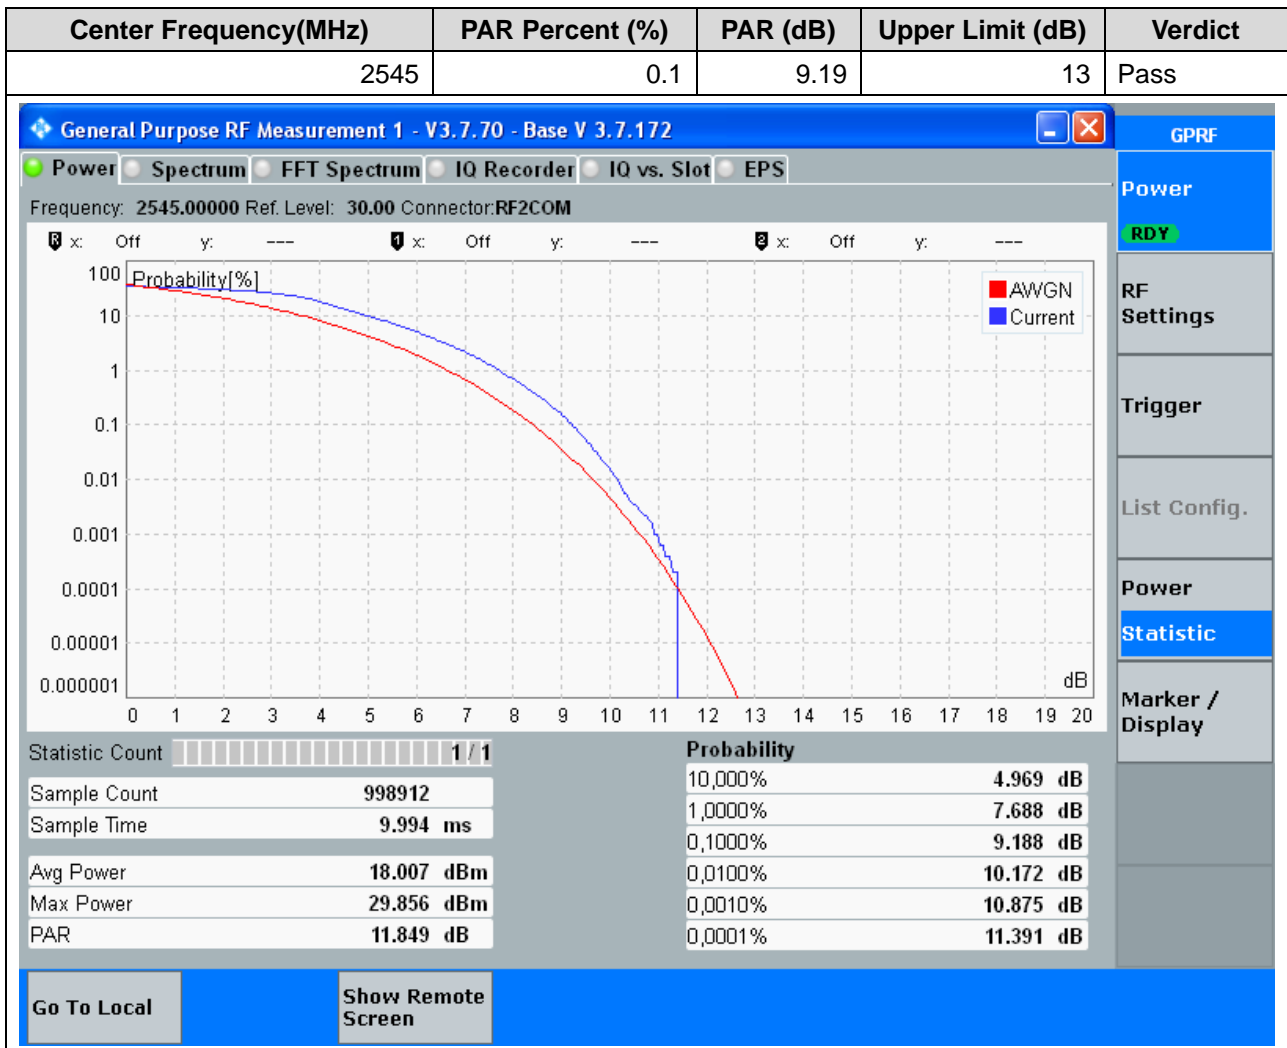 Center Frequency(MHz) PAR Percent (%) PAR (dB) Upper Limit (dB) Verdict
2545 0.1 9.19 13 Pass
General Purpose RF Measurement 1 - V3.7.70 - Base V 3.7.172
GPRF
Power Spectrum FFT Spectrum IQ Recorder IQ vs. Slot EPS
Power
RDY
Frequency: 2545.00000 Ref. Level: 30.00 Connector:RF2COM
R x: Off y: --- 1 x: Off y: --- 2 x: Off y: ---
Probability[%]
AWGN
Current
100
10
1
0.1
0.01
0.001
0.0001
0.00001
0.000001
dB
0 1 2 3 4 5 6 7 8 9 10 11 12 13 14 15 16 17 18 19 20
RF
Settings
Trigger
List Config.
Power
Statistic
Marker /
Display
Statistic Count 1 / 1
Sample Count 998912
Sample Time 9.994 ms
Avg Power 18.007 dBm
Max Power 29.856 dBm
PAR 11.849 dB
Probability
10,000% 4.969 dB
1,0000% 7.688 dB
0,1000% 9.188 dB
0,0100% 10.172 dB
0,0010% 10.875 dB
0,0001% 11.391 dB
Go To Local
Show Remote
Screen